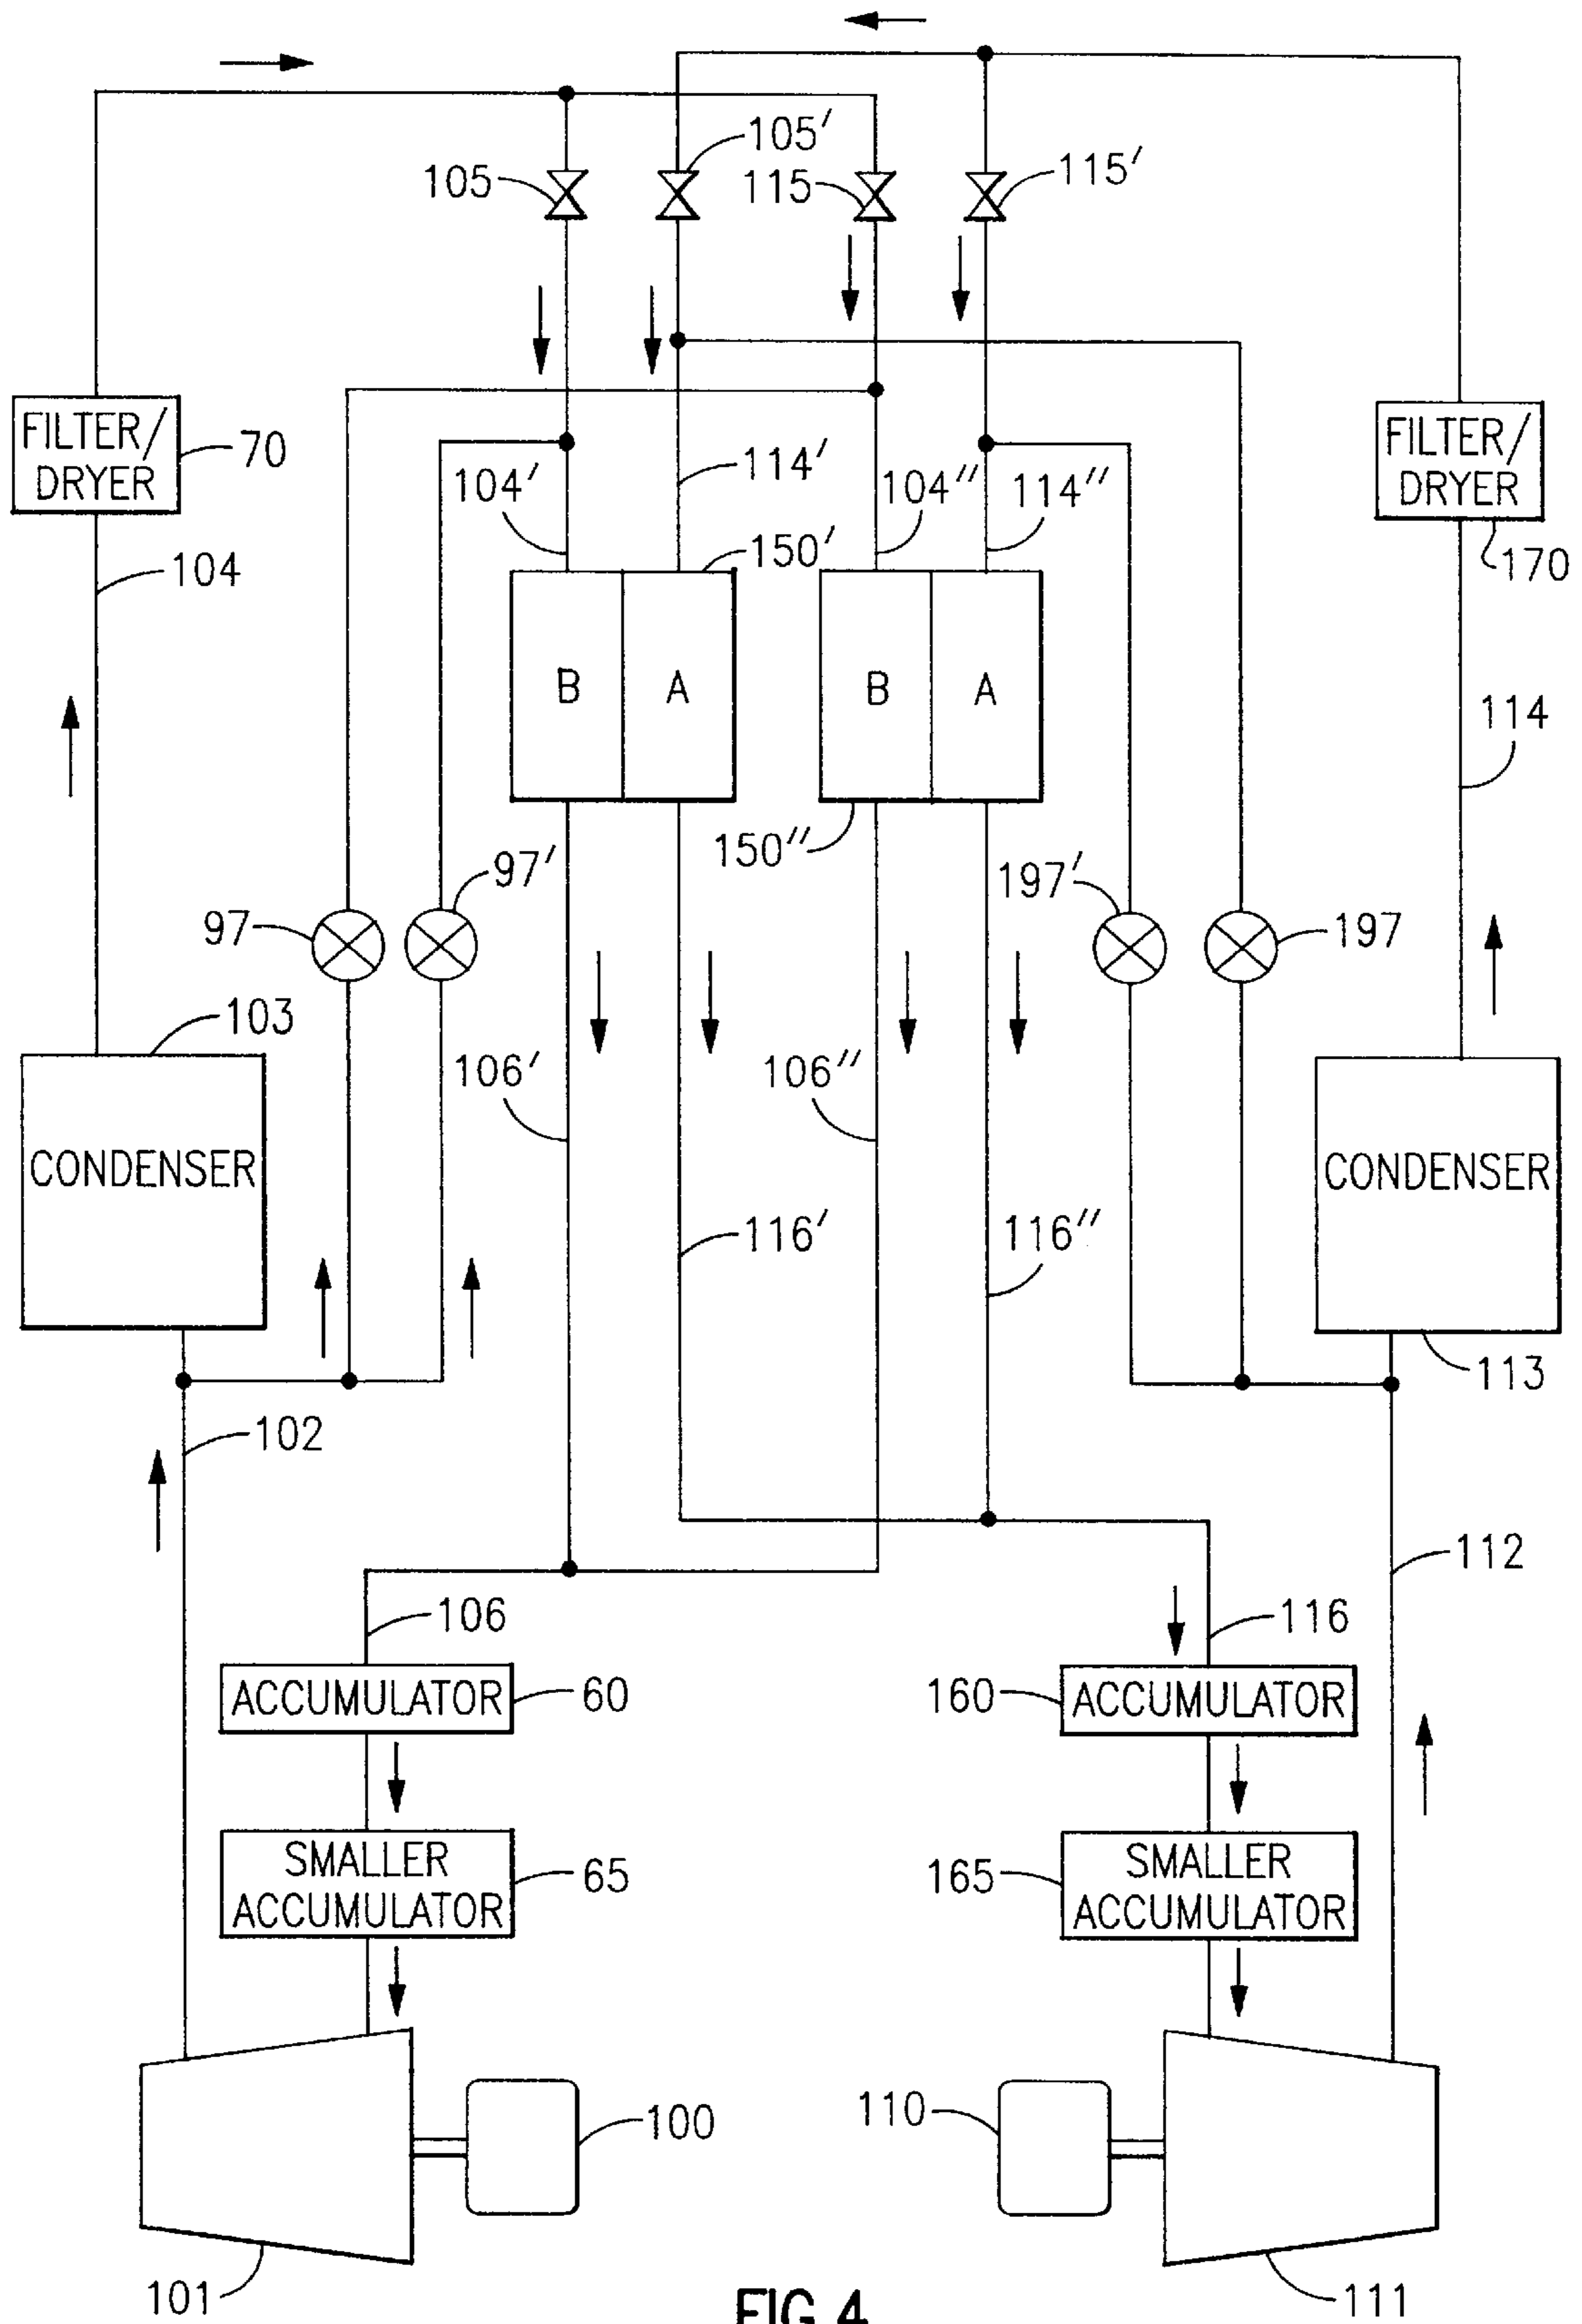 105
105′
115
115′
FILTER/
DRYER
70
FILTER/
DRYER
170
104′
114′
104″
114″
104
150′
B
A
B
A
114
150″
97′
197′
97
197
103
106′
106″
CONDENSER
CONDENSER
116′
116″
113
102
112
106
116
ACCUMULATOR
60
160
ACCUMULATOR
SMALLER
ACCUMULATOR
65
165
SMALLER
ACCUMULATOR
100
110
101
111
FIG.4